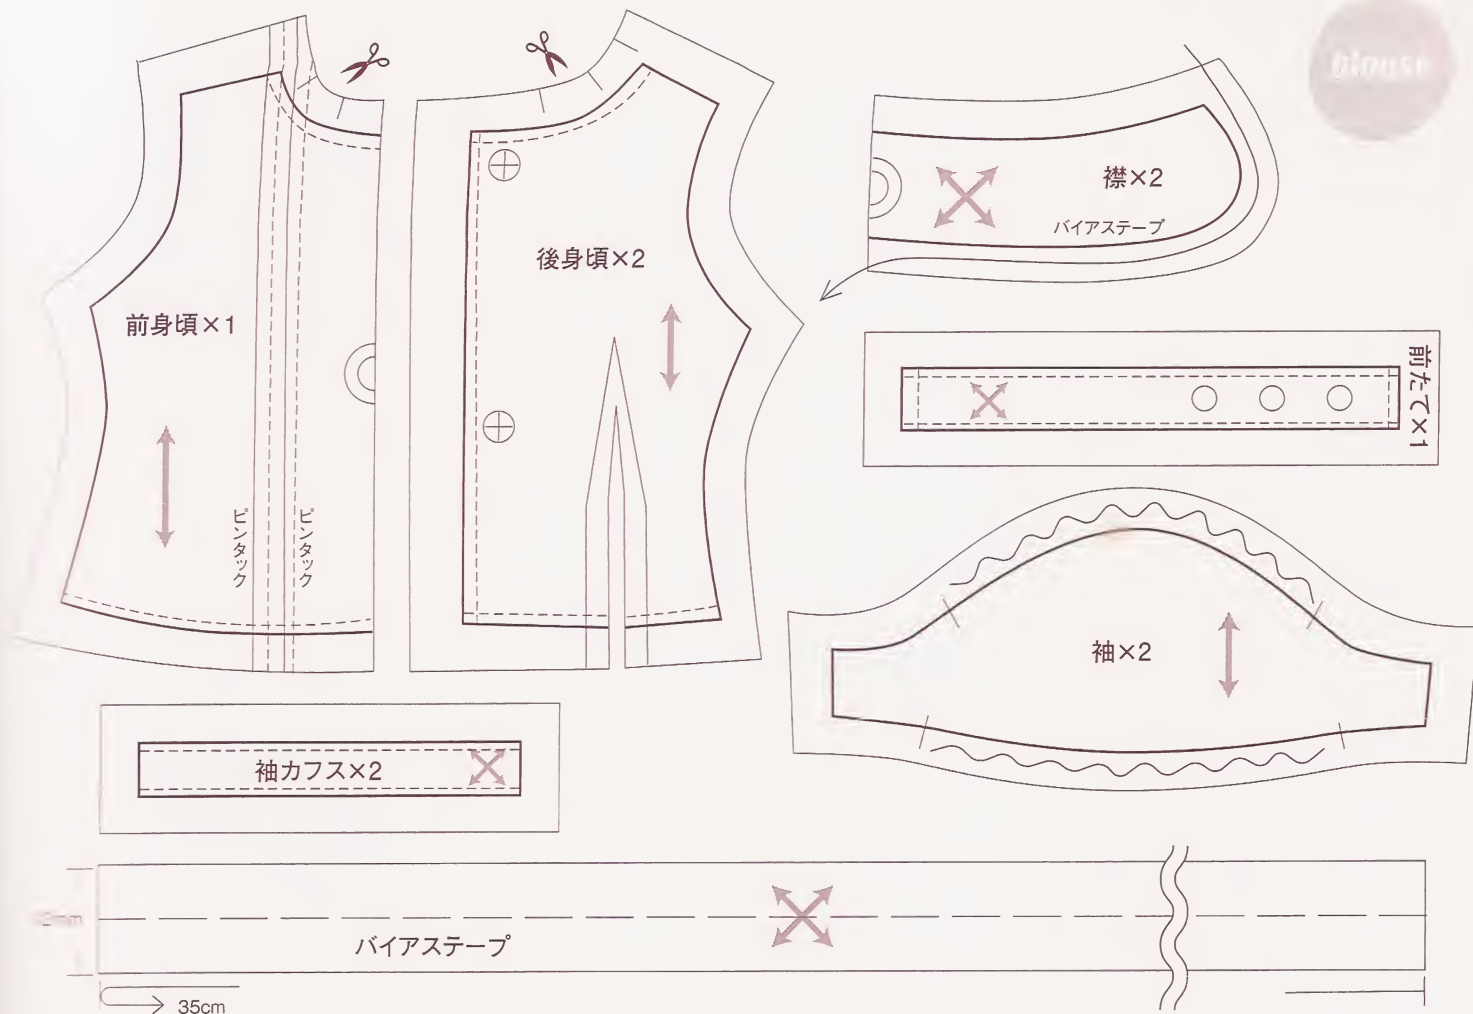 blouse
前身頃×1
ピンタック
ピンタック
後身頃×2
襟×2
バイアステープ
前たて×1
袖×2
袖カフス×2
バイアステープ
35cm